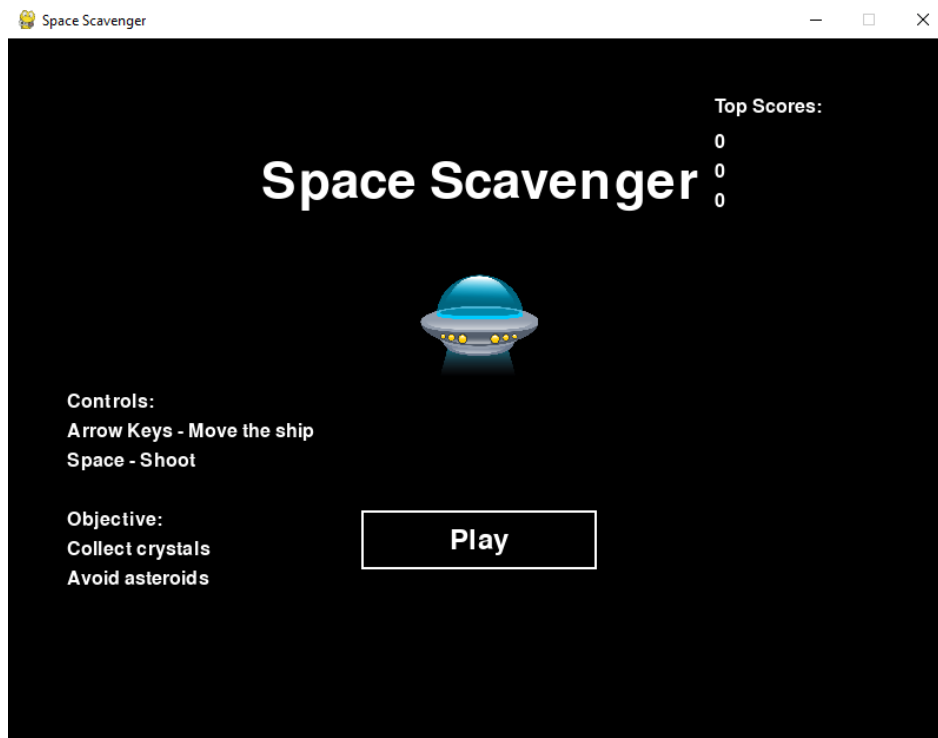 Space Scavenger
Top Scores:
0
0
0
Space Scavenger
Controls:
Arrow Keys - Move the ship
Space - Shoot
Objective:
Collect crystals
Avoid asteroids
Play